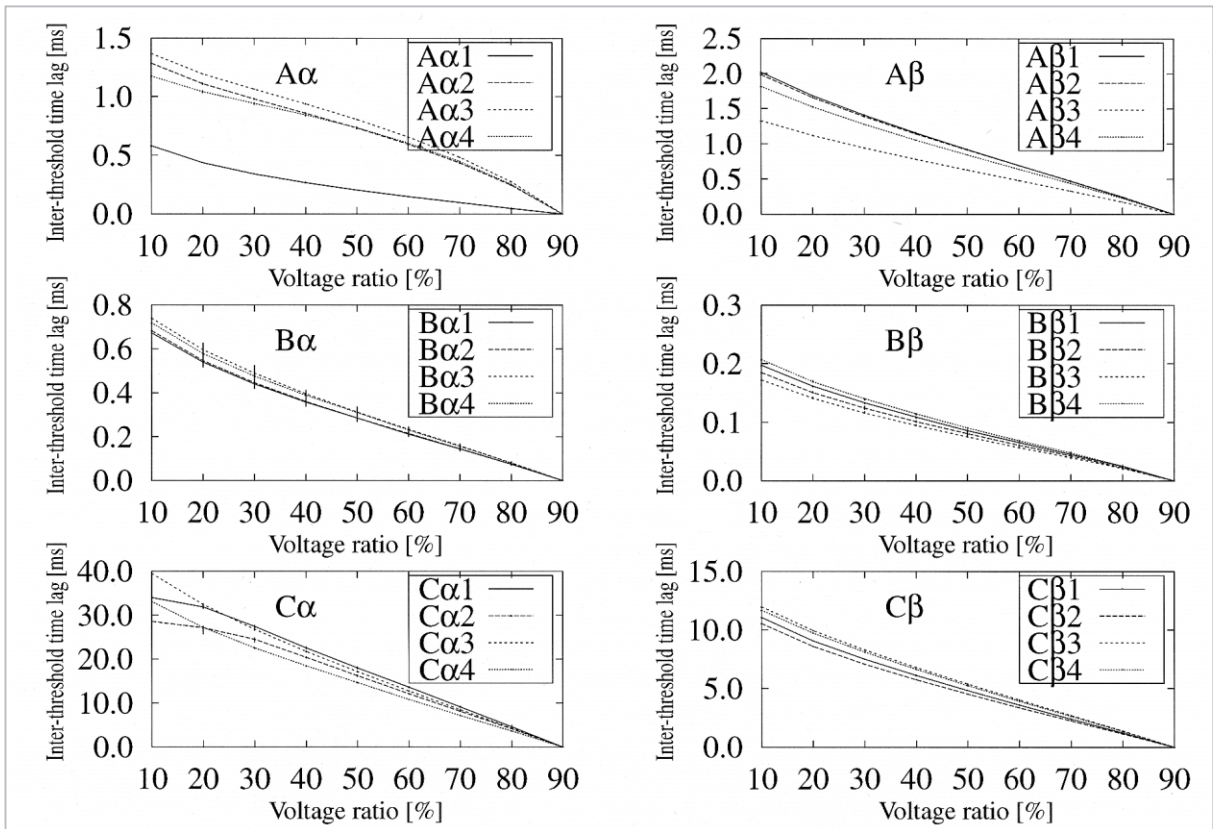 Inter-threshold time lag [ms]
1.5
1.0
0.5
0.0
Aα
Aα1
Aα2
Aα3
Aα4
10 20 30 40 50 60 70 80 90
Voltage ratio [%]
Inter-threshold time lag [ms]
2.5
2.0
1.5
1.0
0.5
0.0
Aβ
Aβ1
Aβ2
Aβ3
Aβ4
10 20 30 40 50 60 70 80 90
Voltage ratio [%]
Inter-threshold time lag [ms]
0.8
0.6
0.4
0.2
0.0
Bα
Bα1
Bα2
Bα3
Bα4
10 20 30 40 50 60 70 80 90
Voltage ratio [%]
Inter-threshold time lag [ms]
0.3
0.2
0.1
0.0
Bβ
Bβ1
Bβ2
Bβ3
Bβ4
10 20 30 40 50 60 70 80 90
Voltage ratio [%]
Inter-threshold time lag [ms]
40.0
30.0
20.0
10.0
0.0
Cα
Cα1
Cα2
Cα3
Cα4
10 20 30 40 50 60 70 80 90
Voltage ratio [%]
Inter-threshold time lag [ms]
15.0
10.0
5.0
0.0
Cβ
Cβ1
Cβ2
Cβ3
Cβ4
10 20 30 40 50 60 70 80 90
Voltage ratio [%]